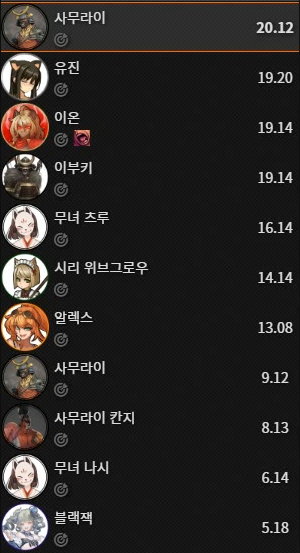 사무라이
20.12
유진
19.20
이온
19.14
이부키
19.14
무녀 츠루
16.14
시리 위브그로우
14.14
알렉스
13.08
사무라이
9.12
사무라이 칸지
8.13
무녀 나시
6.14
블랙잭
5.18